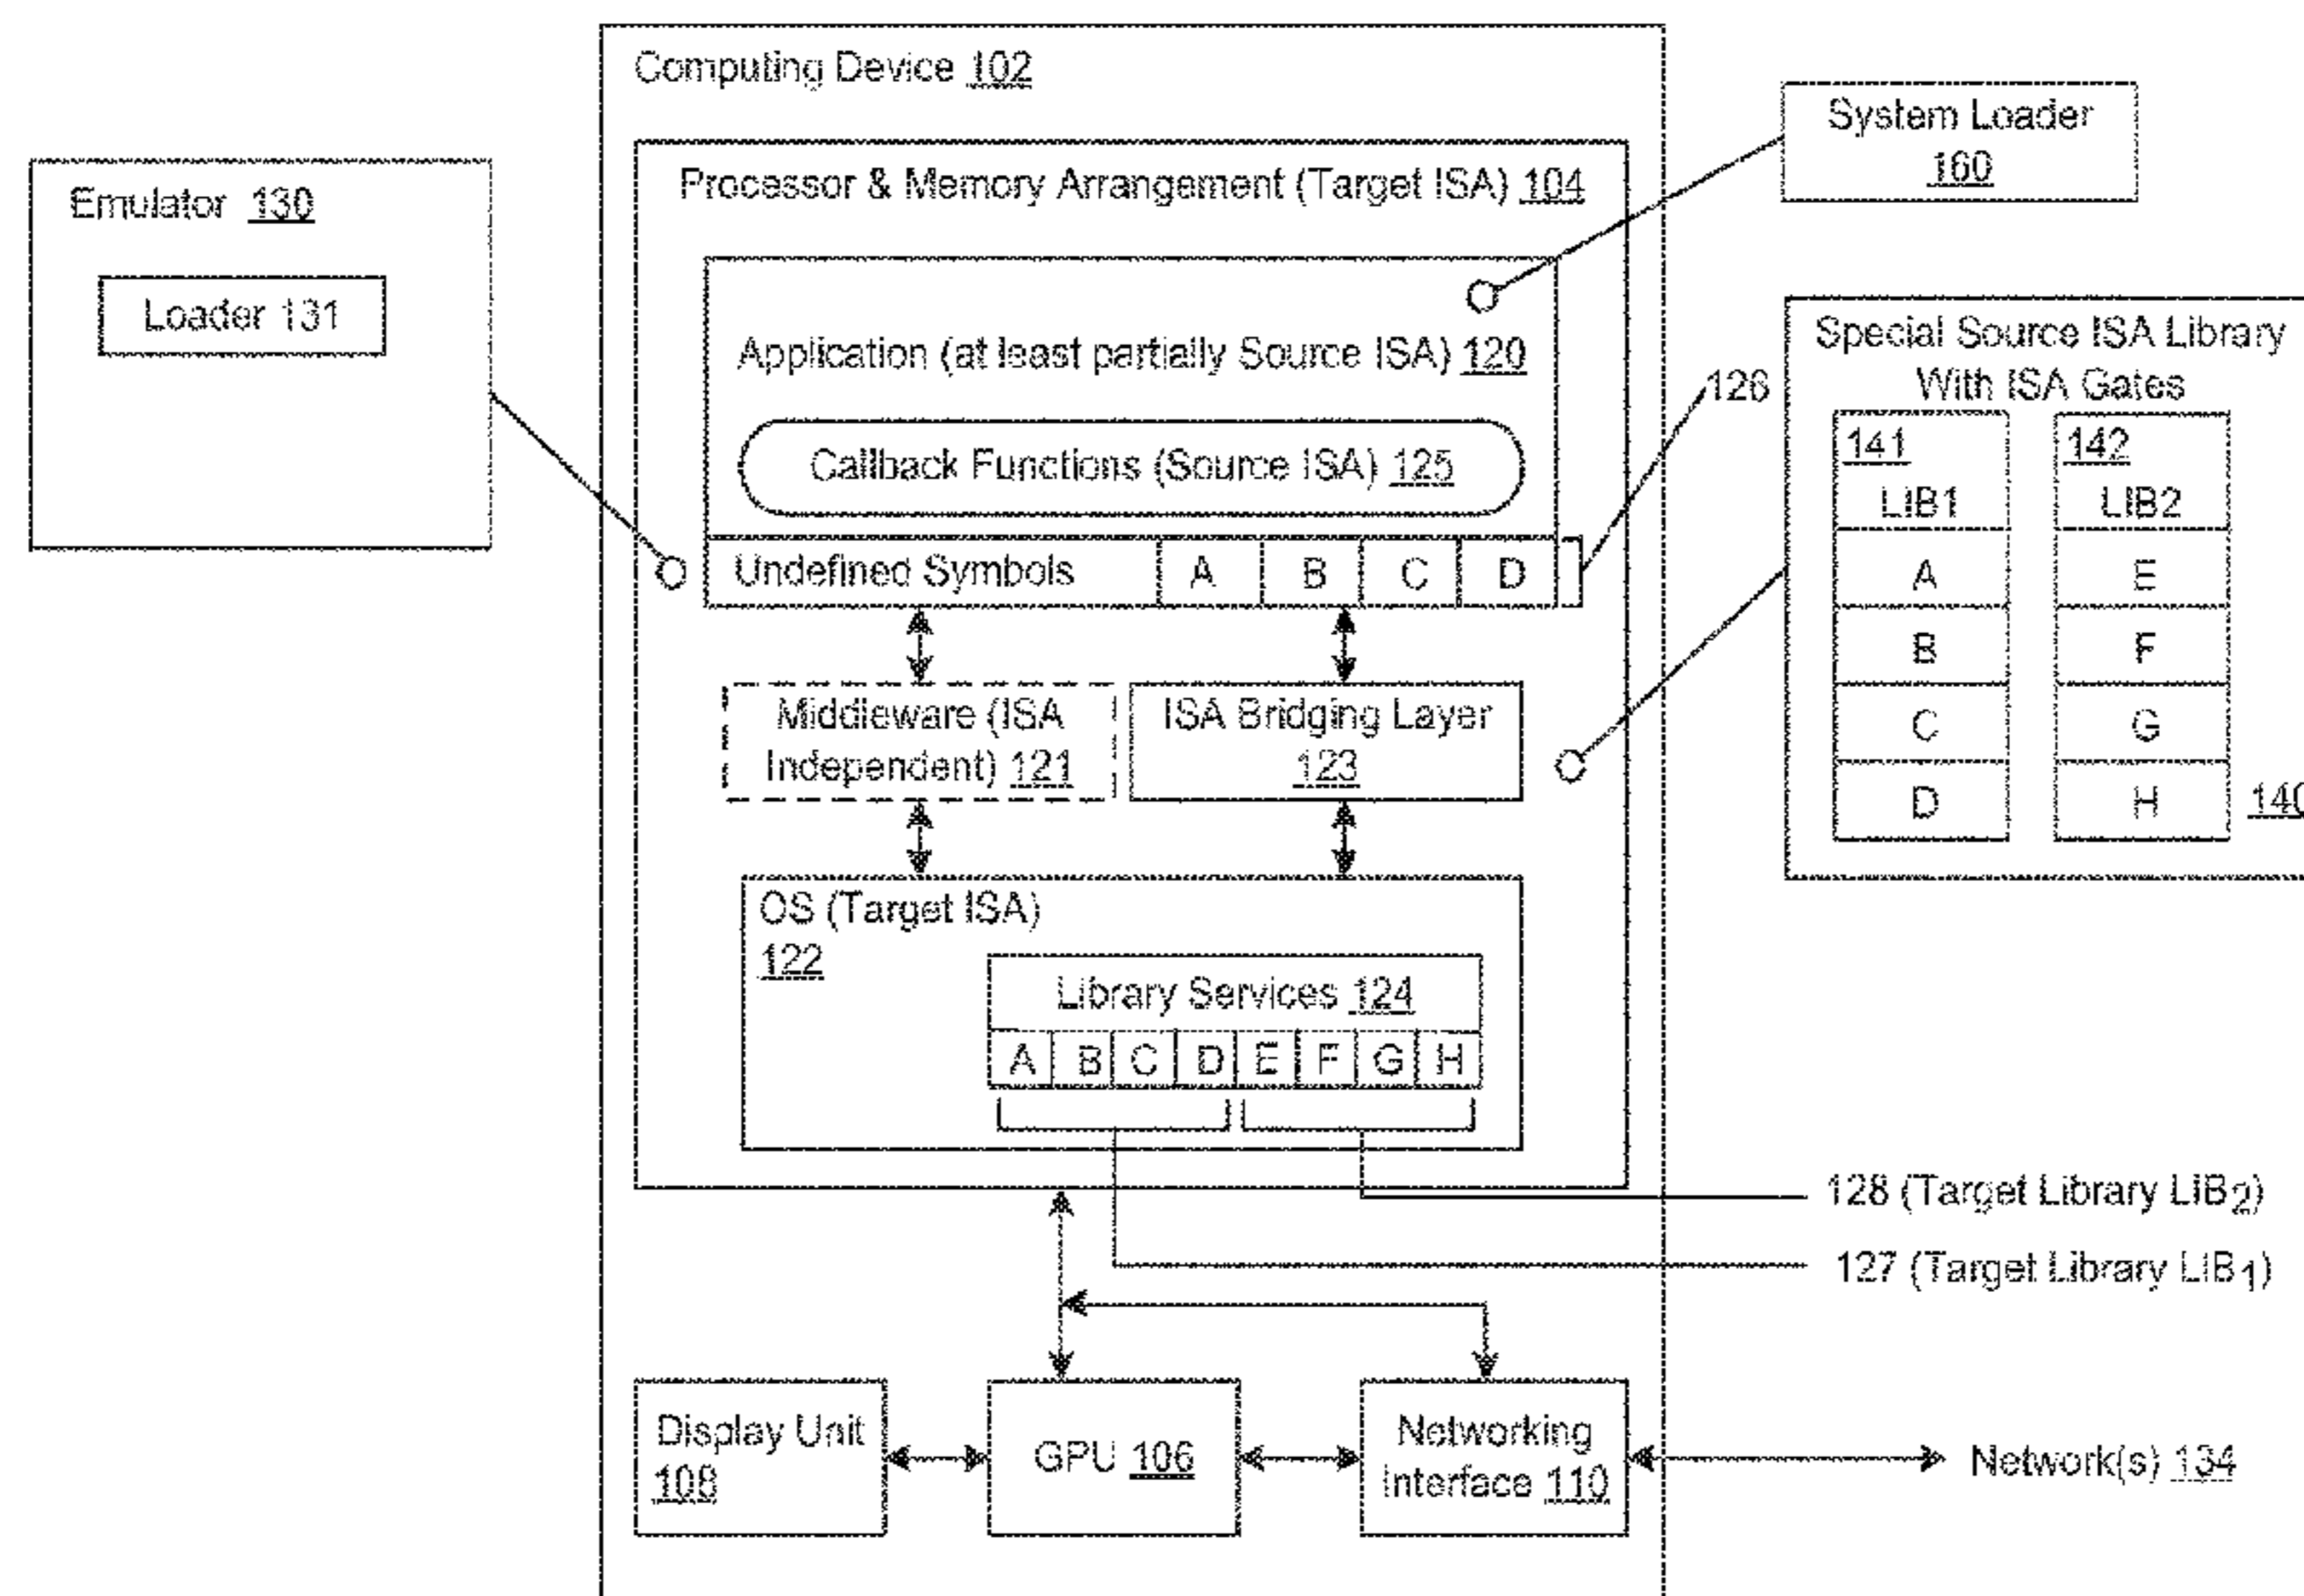 Computing Device 102
System Loader
160
Processor & Memory Arrangement (Target ISA) 104
Emulator 130
Loader 131
Application (at least partially Source ISA) 120
Callback Functions (Source ISA) 125
Undefined Symbols A B C D
126
Special Source ISA Library
With ISA Gates
141 142
LIB1 LIB2
A E
B F
C G
D H
140
Middleware (ISA
Independent) 121
ISA Bridging Layer
123
OS (Target ISA)
122
Library Services 124
A B C D E F G H
128 (Target Library LIB2)
127 (Target Library LIB1)
Display Unit
108
GPU 106
Networking
Interface 110
Network(s) 134